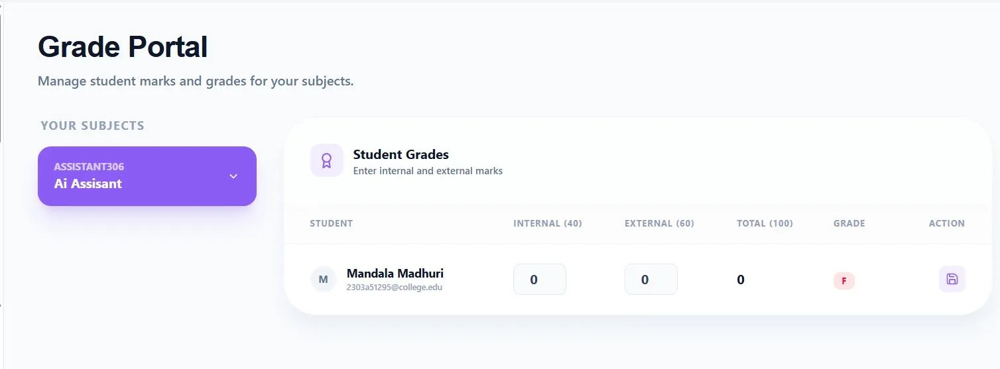 Grade Portal
Manage student marks and grades for your subjects.
YOUR SUBJECTS
ASSISTANT306
Ai Assisant
Student Grades
Enter internal and external marks
STUDENT INTERNAL (40) EXTERNAL (60) TOTAL (100) GRADE ACTION
M Mandala Madhuri 0 0 0 F
2303a51295@college.edu